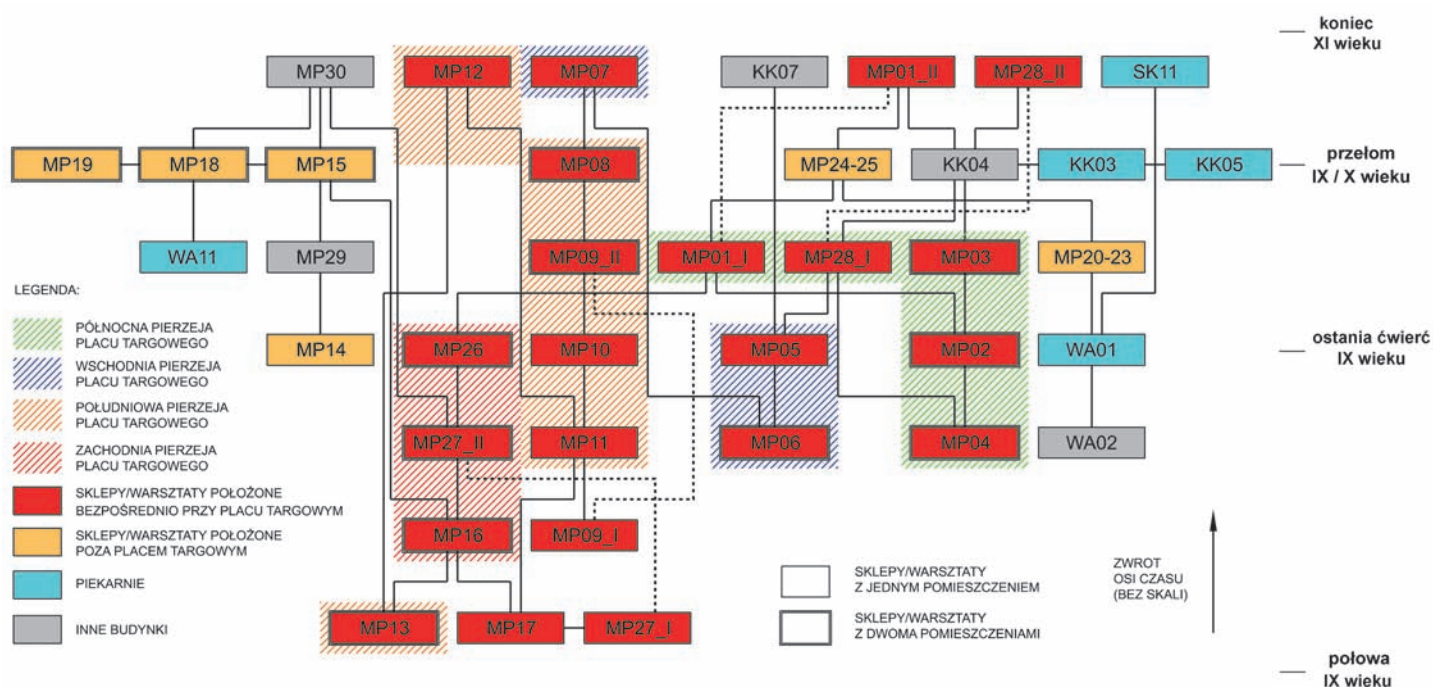 koniec
XI wieku
MP30
MP12
MP07
KK07
MP01_II
MP28_II
SK11
MP19
MP18
MP15
MP08
MP24-25
KK04
KK03
KK05
przełom
IX / X wieku
WA11
MP29
MP09_II
MP01_I
MP28_I
MP03
MP20-23
LEGENDA:
PÓŁNOCNA PIERZEJA
PLACU TARGOWEGO
WSCHODNIA PIERZEJA
PLACU TARGOWEGO
POŁUDNIOWA PIERZEJA
PLACU TARGOWEGO
ZACHODNIA PIERZEJA
PLACU TARGOWEGO
SKLEPY/WARSZTATY POŁOŻONE
BEZPOŚREDNIO PRZY PLACU TARGOWYM
SKLEPY/WARSZTATY POŁOŻONE
POZA PLACEM TARGOWYM
PIEKARNIE
INNE BUDYNKI
MP14
MP26
MP10
MP05
MP02
WA01
ostania ćwierć
IX wieku
MP27_II
MP11
MP06
MP04
WA02
MP16
MP09_I
MP13
MP17
MP27_I
SKLEPY/WARSZTATY
Z JEDNYM POMIESZCZENIEM
SKLEPY/WARSZTATY
Z DWOMA POMIESZCZENIAMI
ZWROT
OSI CZASU
(BEZ SKALI)
połowa
IX wieku